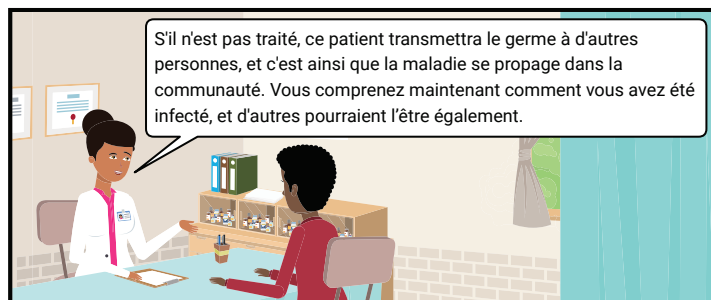 S'il n'est pas traité, ce patient transmettra le germe à d'autres
personnes, et c'est ainsi que la maladie se propage dans la
communauté. Vous comprenez maintenant comment vous avez été
infecté, et d'autres pourraient l’être également.